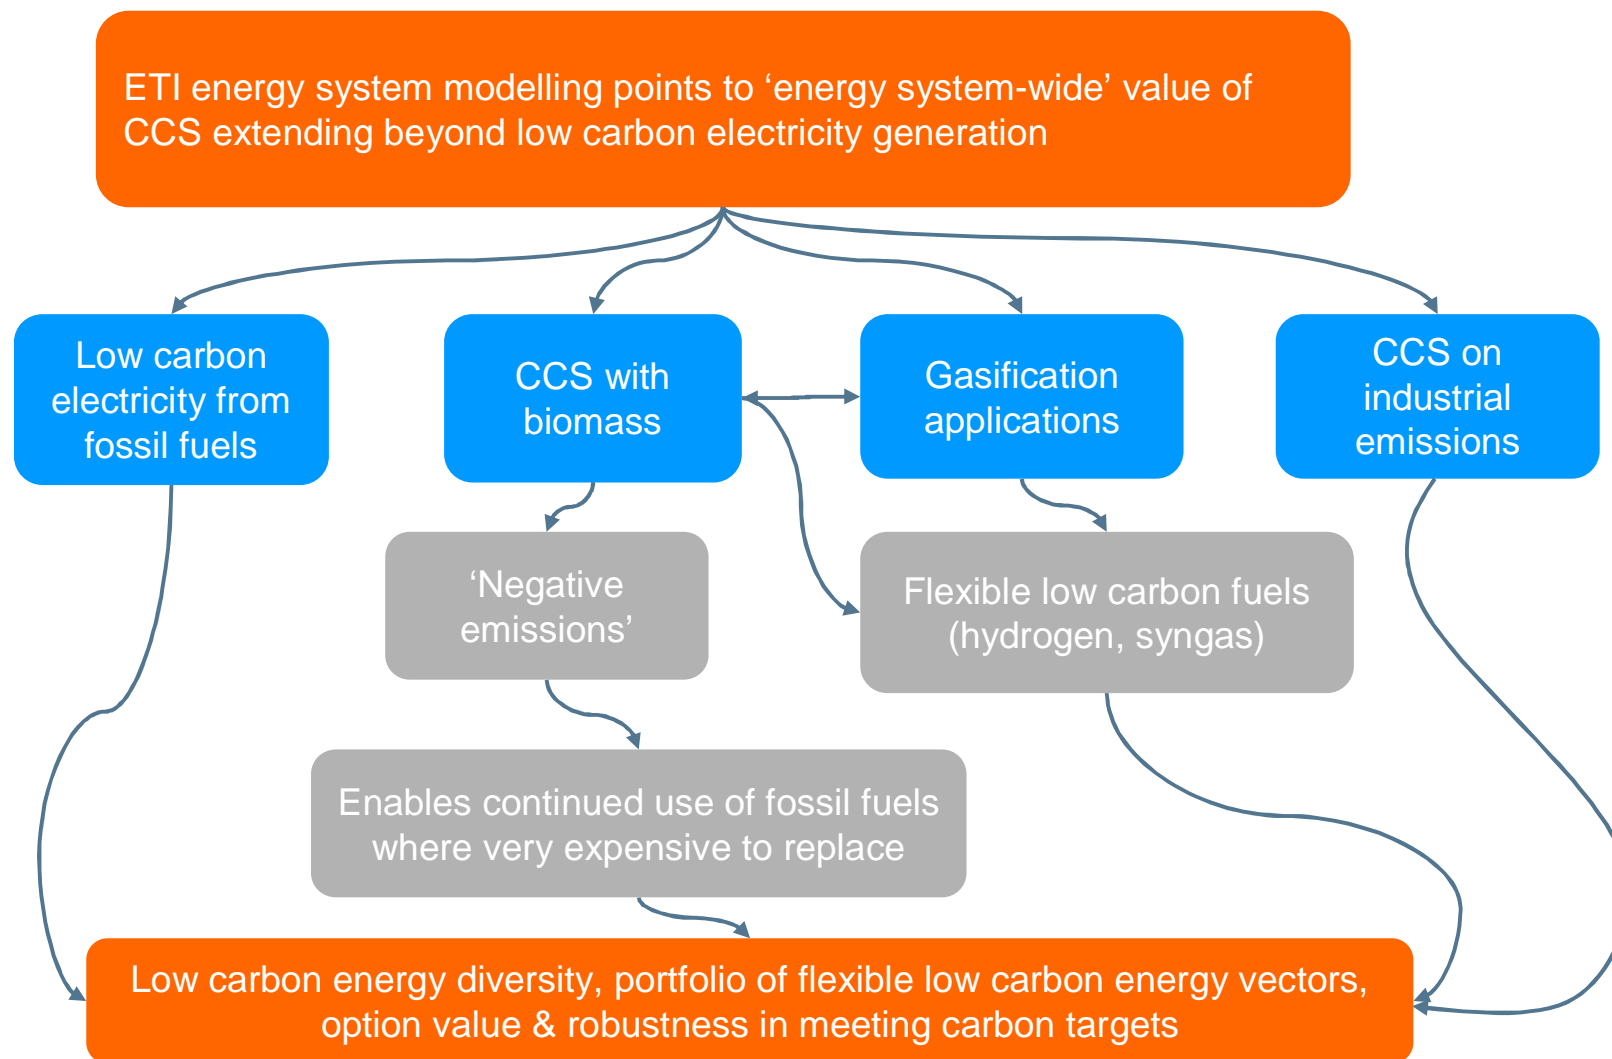 ETI energy system modelling points to ‘energy system-wide’ value of
CCS extending beyond low carbon electricity generation
Low carbon
electricity from
fossil fuels
CCS with
biomass
Gasification
applications
CCS on
industrial
emissions
‘Negative
emissions’
Flexible low carbon fuels
(hydrogen, syngas)
Enables continued use of fossil fuels
where very expensive to replace
Low carbon energy diversity, portfolio of flexible low carbon energy vectors,
option value & robustness in meeting carbon targets